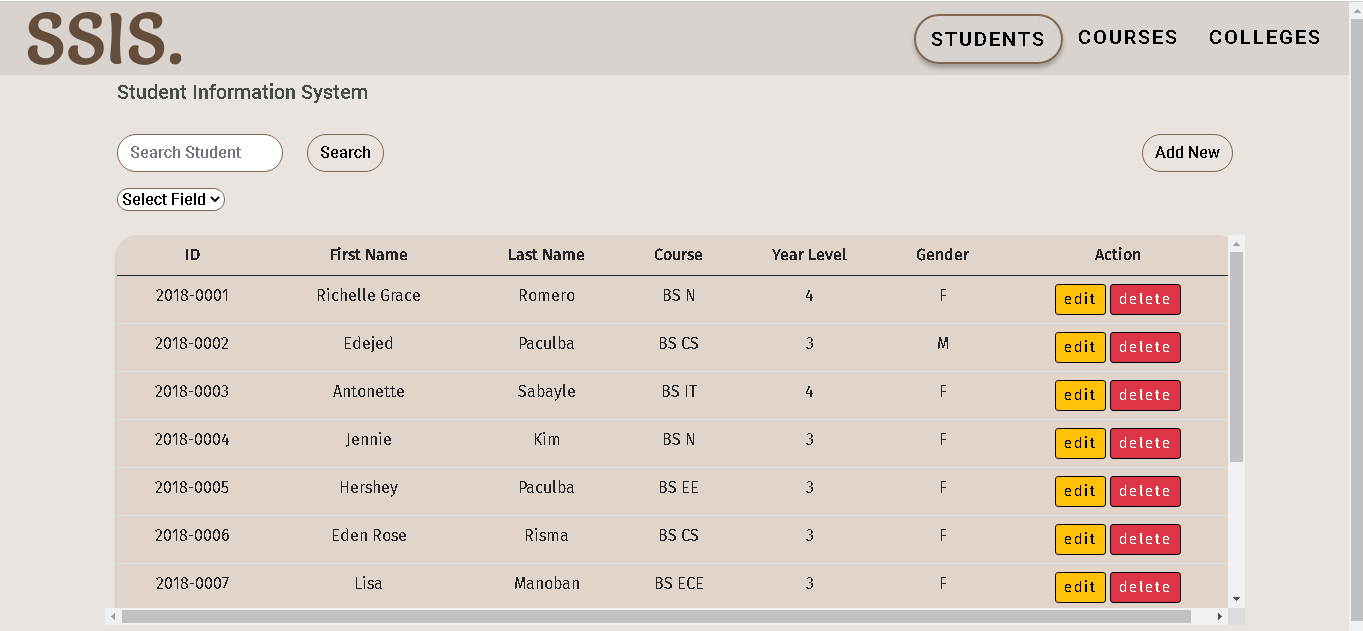 SSIS.
STUDENTS COURSES COLLEGES
Student Information System
Search Student Search Add New
Select Field
ID First Name Last Name Course Year Level Gender Action
2018-0001 Richelle Grace Romero BS N 4 F edit delete
2018-0002 Edejed Paculba BS CS 3 M edit delete
2018-0003 Antonette Sabayle BS IT 4 F edit delete
2018-0004 Jennie Kim BS N 3 F edit delete
2018-0005 Hershey Paculba BS EE 3 F edit delete
2018-0006 Eden Rose Risma BS CS 3 F edit delete
2018-0007 Lisa Manoban BS ECE 3 F edit delete